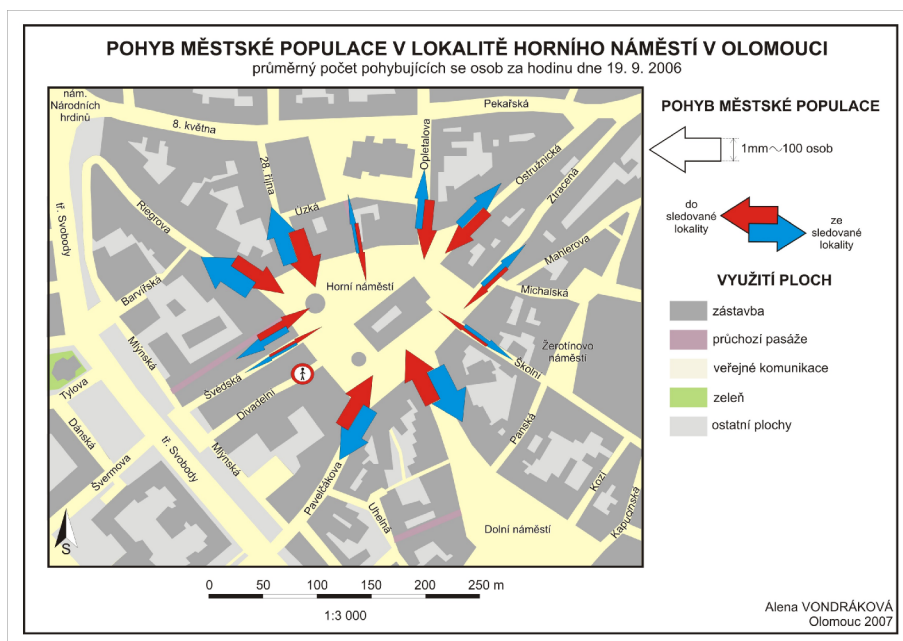 POHYB MĚSTSKÉ POPULACE V LOKALITĚ HORNÍHO NÁMĚSTÍ V OLOMOUCI
průměrný počet pohybujících se osob za hodinu dne 19. 9. 2006
nám.
Národních
hrdinů
8. května
Pekařská
tř. Svobody
Riegrova
28. října
Úzká
Opletalova
Ostružnická
Ztracená
Mahlerova
Michalská
Barvířská
Horní náměstí
Mlýnská
Žerotínovo
náměstí
Školní
Švédská
Divadelní
Tylova
Dánská
Švermova
tř. Svobody
Mlýnská
Pavelčákova
Uhelná
Panská
Kozí
Kapucínská
Dolní náměstí
S
0 50 100 150 200 250 m
1:3 000
POHYB MĚSTSKÉ POPULACE
1mm~100 osob
do
sledované
lokality
ze
sledované
lokality
VYUŽITÍ PLOCH
zástavba
průchozí pasáže
veřejné komunikace
zeleň
ostatní plochy
Alena VONDRÁKOVÁ
Olomouc 2007